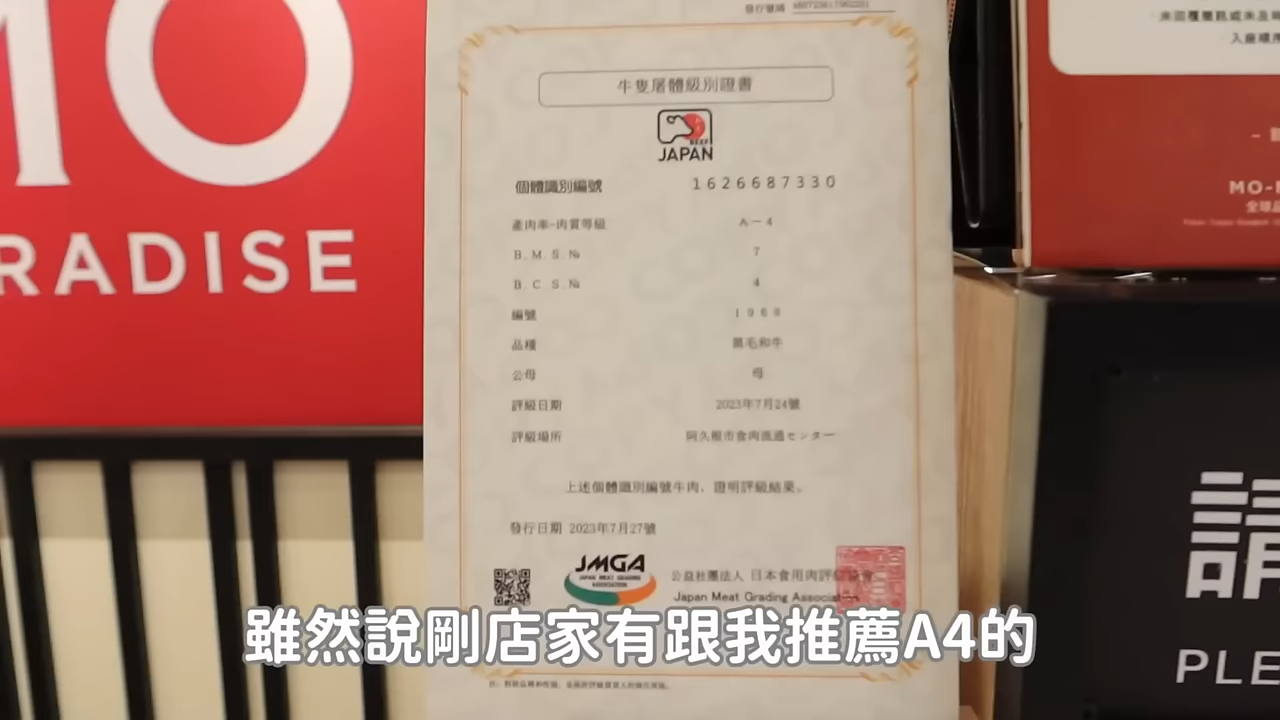 MO
RADISE
發行號碼
牛隻屠體級別證書
BEEF
JAPAN
個體識別編號 1626687330
產肉率-肉質等級 A-4
B.M.S.№ 7
B.C.S.№ 4
編號 1968
品種 黑毛和牛
公母 母
評級日期 2023年7月24號
評級場所 阿久根市食肉流通センター
上述個體識別編號牛肉，證明評級結果。
發行日期 2023年7月27號
JMGA
JAPAN MEAT GRADING
ASSOCIATION
公益社團法人 日本食用肉評級協會
Japan Meat Grading Association
MO-
請
PLE
雖然說剛店家有跟我推薦A4的